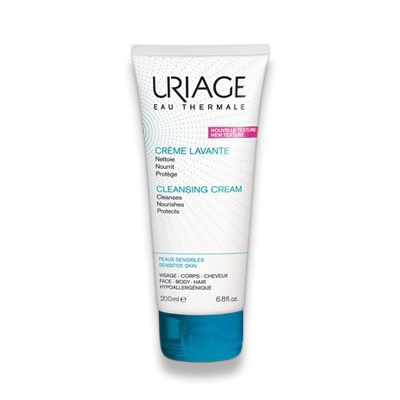 URIAGE
EAU THERMALE
NOUVELLE TEXTURE
NEW TEXTURE
CRÈME LAVANTE
Nettoie
Nourrit
Protège
CLEANSING CREAM
Cleanses
Nourishes
Protects
PEAUX SENSIBLES
SENSITIVE SKIN
VISAGE - CORPS - CHEVEUX
FACE - BODY - HAIR
HYPOALLERGÉNIQUE
200ml e 6.8fl.oz.